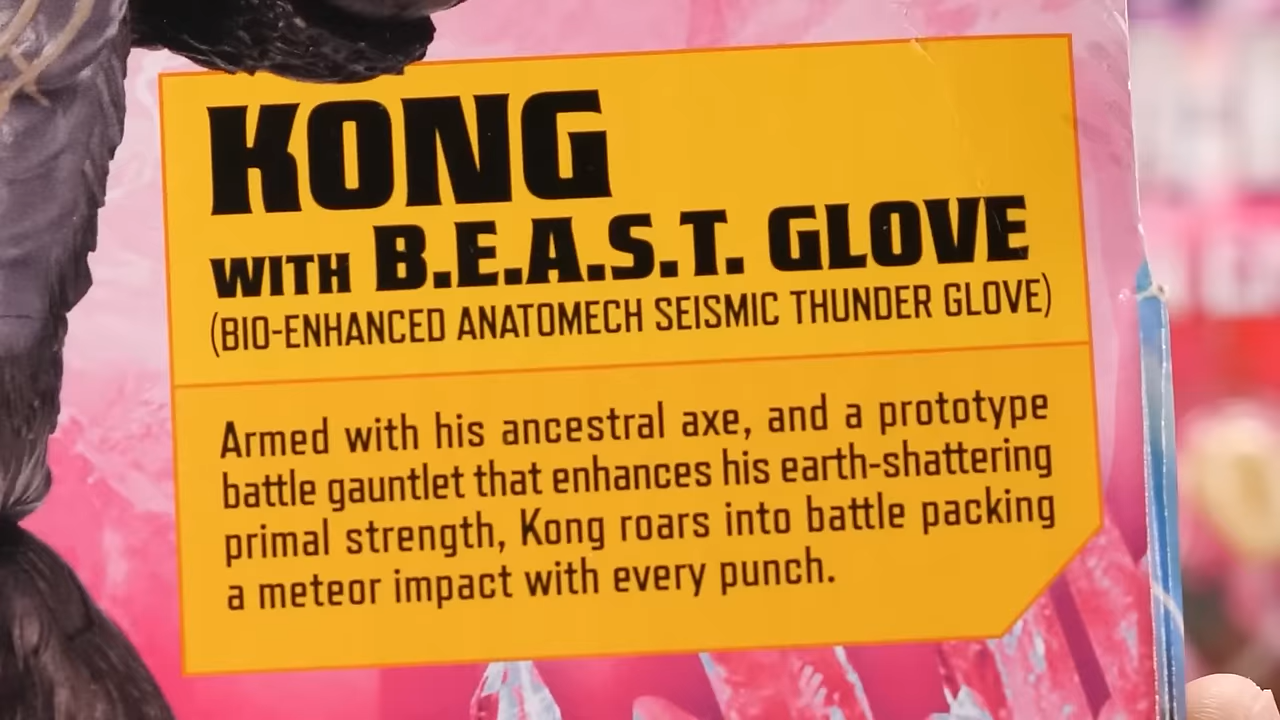 KONG
WITH B.E.A.S.T. GLOVE
(BIO-ENHANCED ANATOMECH SEISMIC THUNDER GLOVE)
Armed with his ancestral axe, and a prototype
battle gauntlet that enhances his earth-shattering
primal strength, Kong roars into battle packing
a meteor impact with every punch.